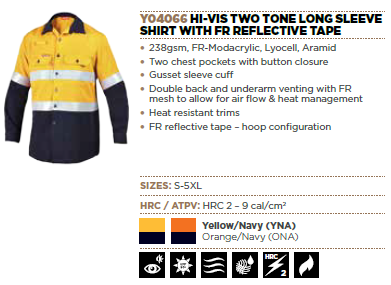 Y04066 HI-VIS TWO TONE LONG SLEEVE
SHIRT WITH FR REFLECTIVE TAPE
• 238gsm, FR-Modacrylic, Lyocell, Aramid
• Two chest pockets with button closure
• Gusset sleeve cuff
• Double back and underarm venting with FR
mesh to allow for air flow & heat management
• Heat resistant trims
• FR reflective tape – hoop configuration
SIZES: S-5XL
HRC / ATPV: HRC 2 – 9 cal/cm²
Yellow/Navy (YNA)
Orange/Navy (ONA)
HRC
2